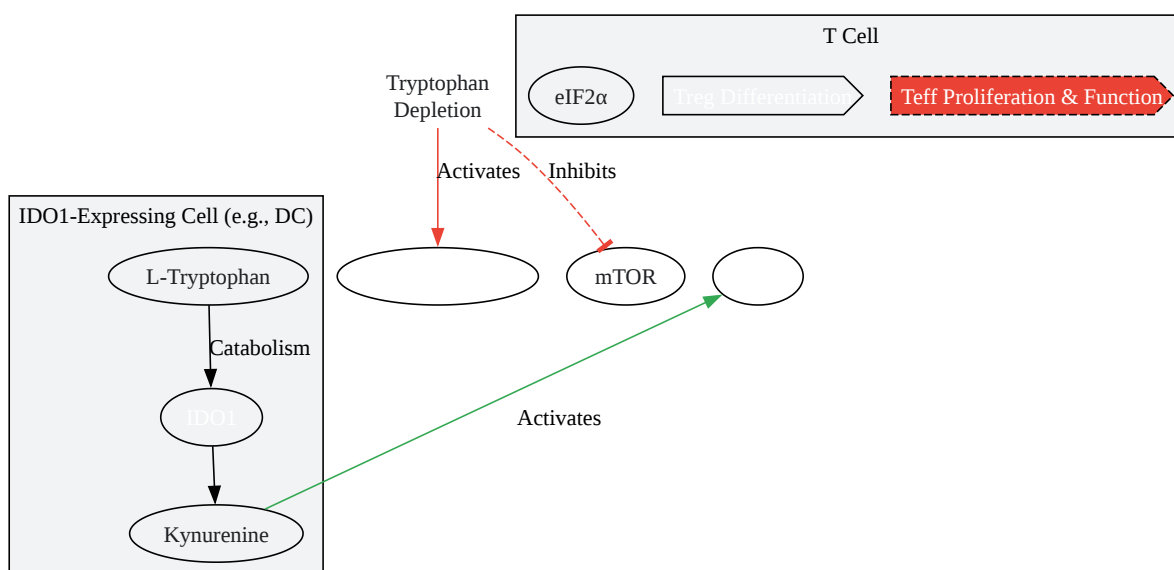 T Cell
Tryptophan
Depletion
eIF2α
Treg Differentiation
Teff Proliferation & Function
Activates
Inhibits
IDO1-Expressing Cell (e.g., DC)
L-Tryptophan
mTOR
Catabolism
IDO1
Activates
Kynurenine